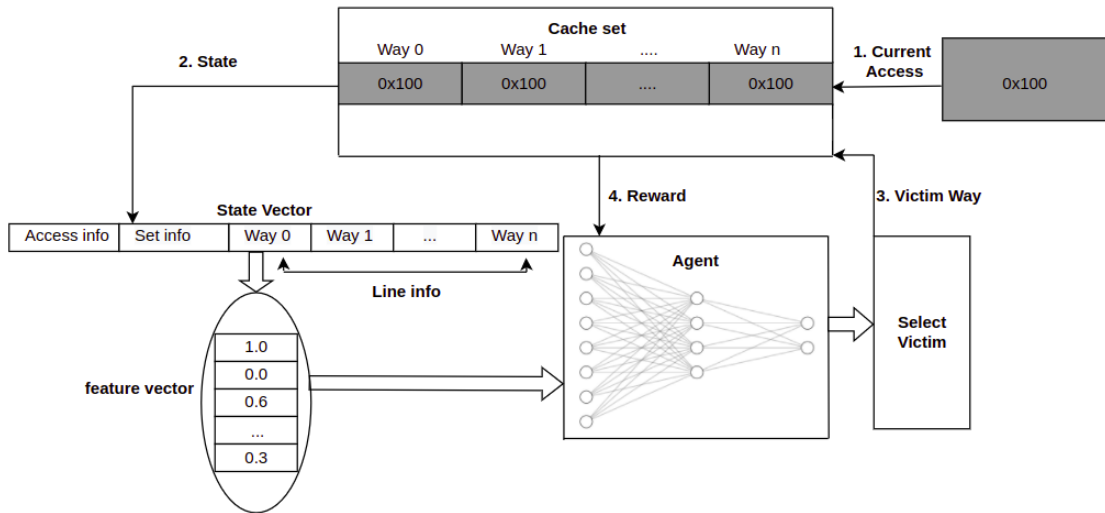 Cache set
Way 0 Way 1 .... Way n
1. Current
Access
2. State
0x100 0x100 .... 0x100
0x100
4. Reward
3. Victim Way
State Vector
Access info Set info Way 0 Way 1 ... Way n
Line info
Agent
Select
Victim
feature vector
1.0
0.0
0.6
...
0.3